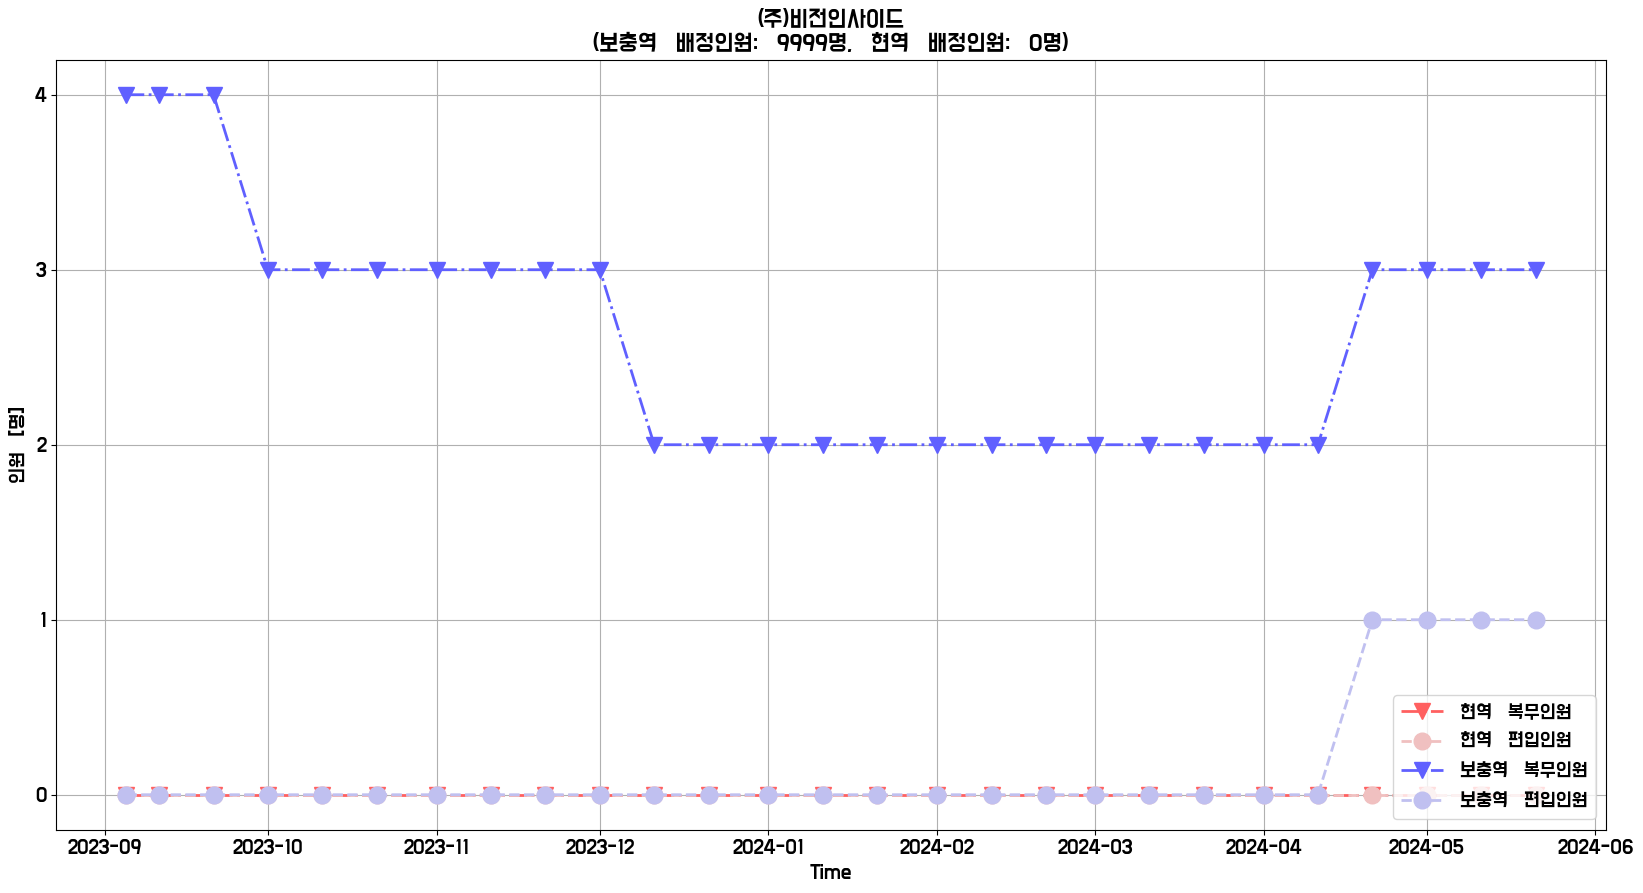 (주)비전인사이드
(보충역 배정인원: 9999명, 현역 배정인원: 0명)
인원 [명]
4
3
2
1
0
현역 복무인원
현역 편입인원
보충역 복무인원
보충역 편입인원
2023-09 2023-10 2023-11 2023-12 2024-01 2024-02 2024-03 2024-04 2024-05 2024-06
Time